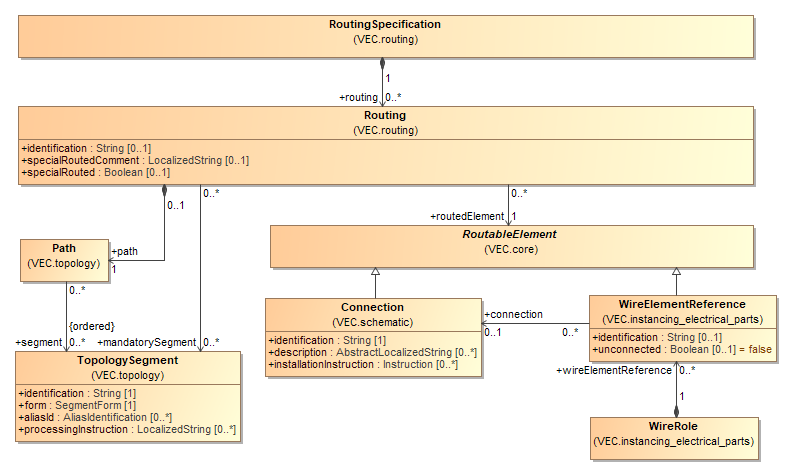 RoutingSpecification
(VEC.routing)
1
+routing 0..*
Routing
(VEC.routing)
+identification : String [0..1]
+specialRoutedComment : LocalizedString [0..1]
+specialRouted : Boolean [0..1]
0..1
0..*
0..*
+routedElement 1
Path
(VEC.topology)
+path
1
RoutableElement
(VEC.core)
0..*
{ordered}
+segment 0..*
+mandatorySegment 0..*
Connection
(VEC.schematic)
+identification : String [1]
+description : AbstractLocalizedString [0..*]
+installationInstruction : Instruction [0..*]
+connection
0..1
0..*
WireElementReference
(VEC.instancing_electrical_parts)
+identification : String [0..1]
+unconnected : Boolean [0..1] = false
TopologySegment
(VEC.topology)
+identification : String [1]
+form : SegmentForm [1]
+aliasId : AliasIdentification [0..*]
+processingInstruction : LocalizedString [0..*]
+wireElementReference 0..*
1
WireRole
(VEC.instancing_electrical_parts)